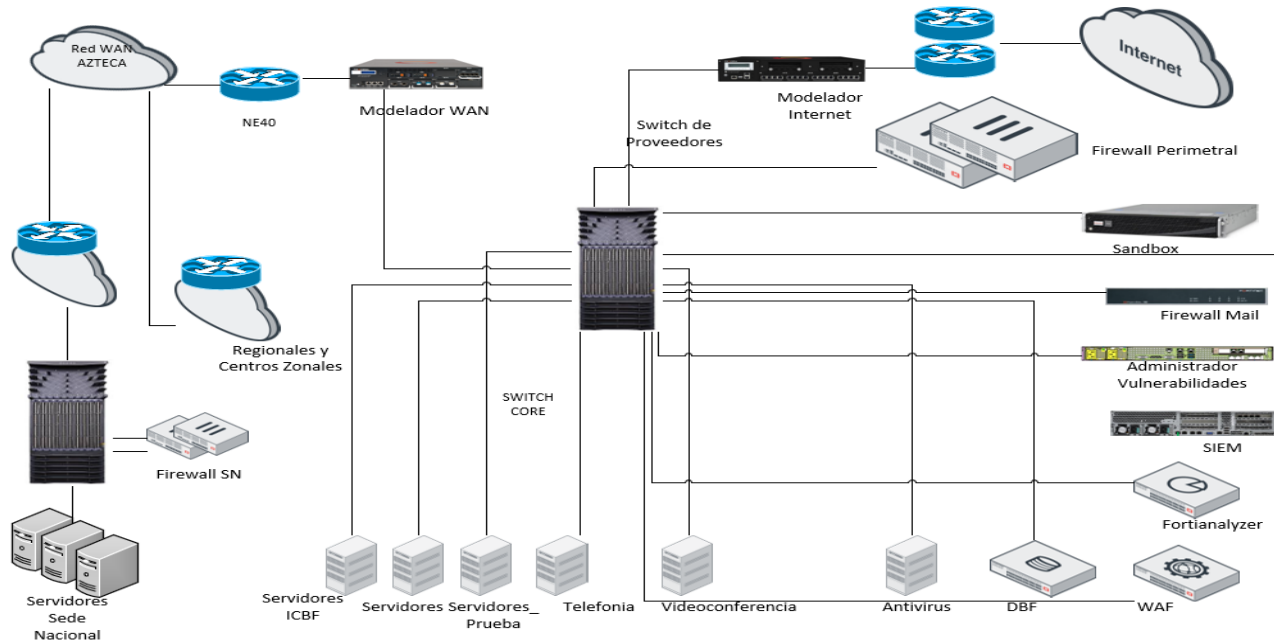 Red WAN
AZTECA
NE40
Modelador WAN
Modelador
Internet
Internet
Switch de
Proveedores
Firewall Perimetral
Sandbox
Firewall Mail
Administrador
Vulnerabilidades
SIEM
Fortianalyzer
Regionales y
Centros Zonales
SWITCH
CORE
Firewall SN
Servidores
Sede
Nacional
Servidores
ICBF
Servidores
Servidores_
Prueba
Telefonia
Videoconferencia
Antivirus
DBF
WAF